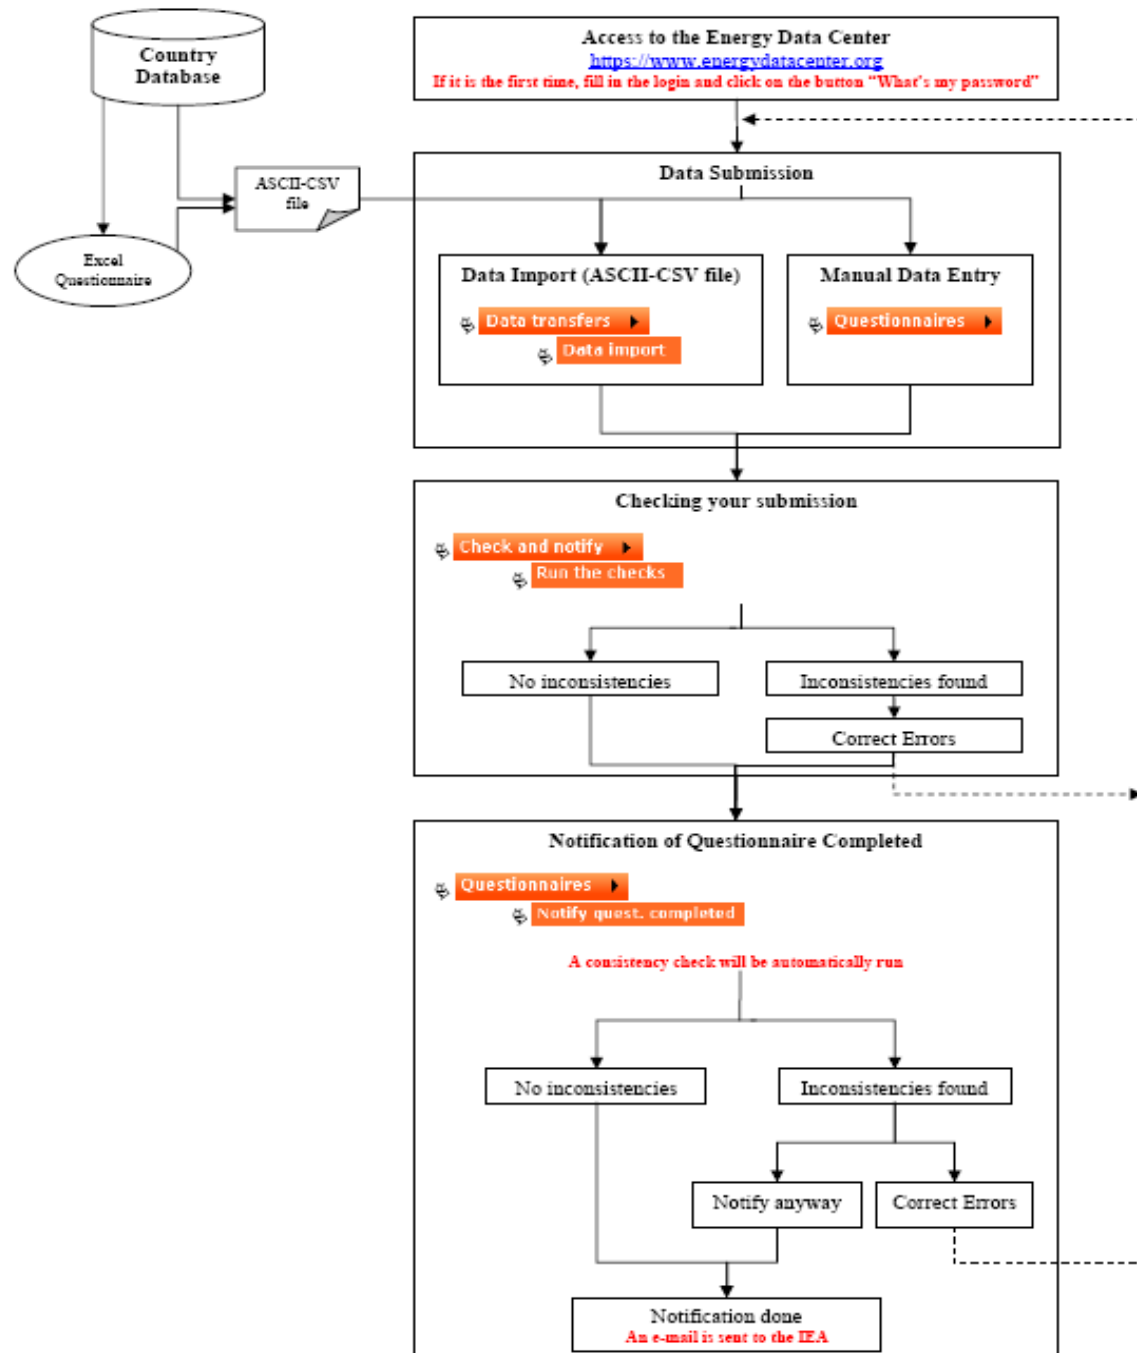 Country
Database
Access to the Energy Data Center
https://www.energydatacenter.org
If it is the first time, fill in the login and click on the button “What’s my password”
Data Submission
ASCII-CSV
file
Excel
Questionnaire
Data Import (ASCII-CSV file)
Data transfers
Data import
Manual Data Entry
Questionnaires
Checking your submission
Check and notify
Run the checks
No inconsistencies
Inconsistencies found
Correct Errors
Notification of Questionnaire Completed
Questionnaires
Notify quest. completed
A consistency check will be automatically run
No inconsistencies
Inconsistencies found
Notify anyway
Correct Errors
Notification done
An e-mail is sent to the IEA